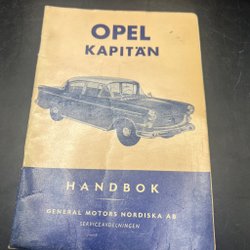 OPEL
KAPITÄN
HANDBOK
GENERAL MOTORS NORDISKA AB
SERVICEAVDELNINGEN